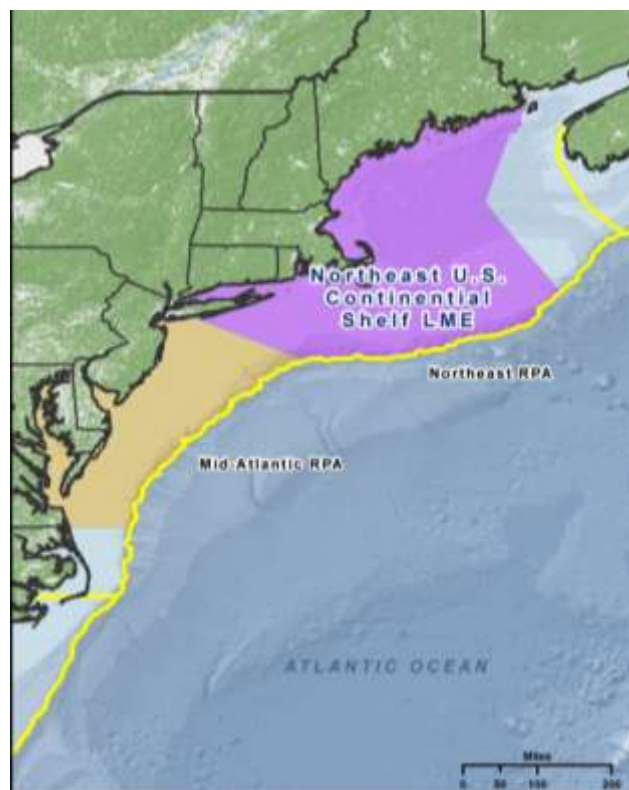 Northeast U.S.
Continential
Shelf LME
Northeast RPA
Mid-Atlantic RPA
ATLANTIC OCEAN
Miles
0 50 100 200